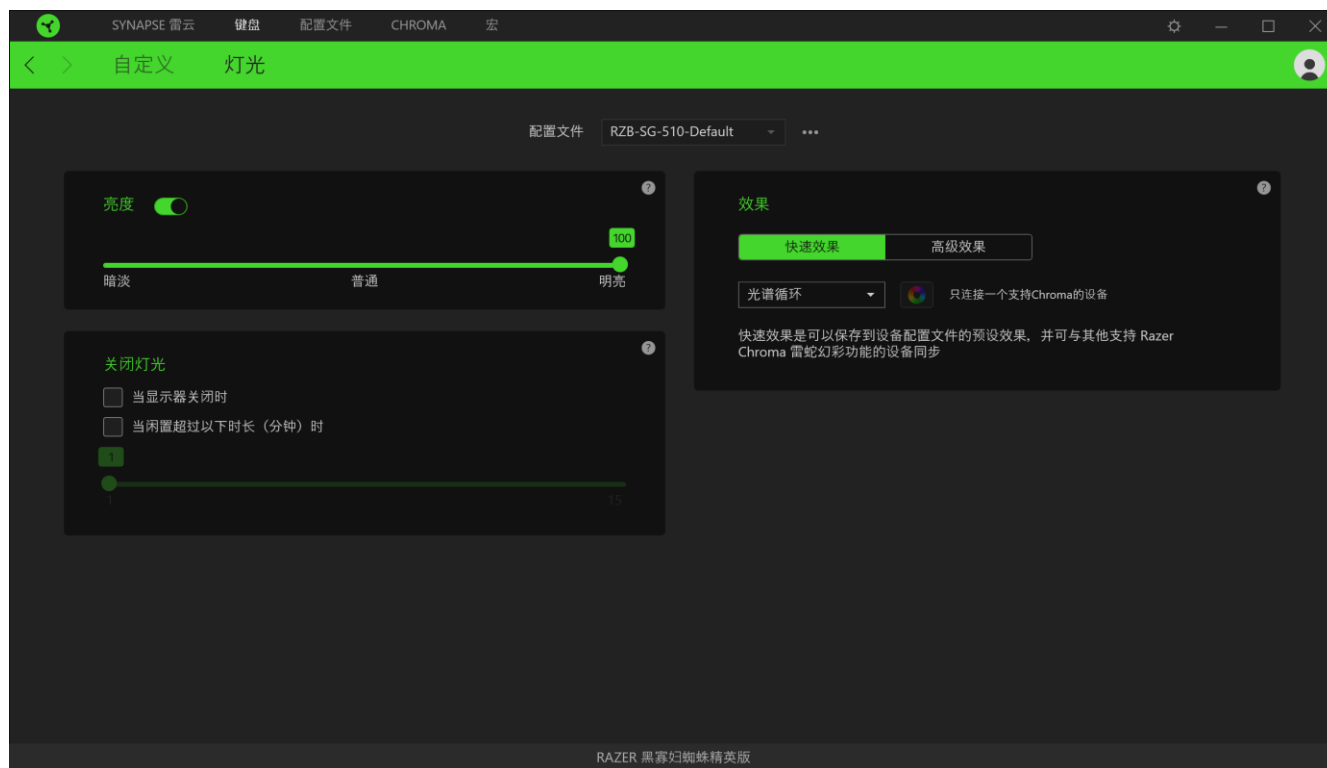 SYNAPSE 雷云 键盘 配置文件 CHROMA 宏
自定义 灯光
配置文件 RZB-SG-510-Default
亮度
100
暗淡 普通 明亮
关闭灯光
当显示器关闭时
当闲置超过以下时长（分钟）时
1
1 15
效果
快速效果 高级效果
光谱循环 只连接一个支持Chroma的设备
快速效果是可以保存到设备配置文件的预设效果，并可与其他支持 Razer
Chroma 雷蛇幻彩功能的设备同步
RAZER 黑寡妇蜘蛛精英版